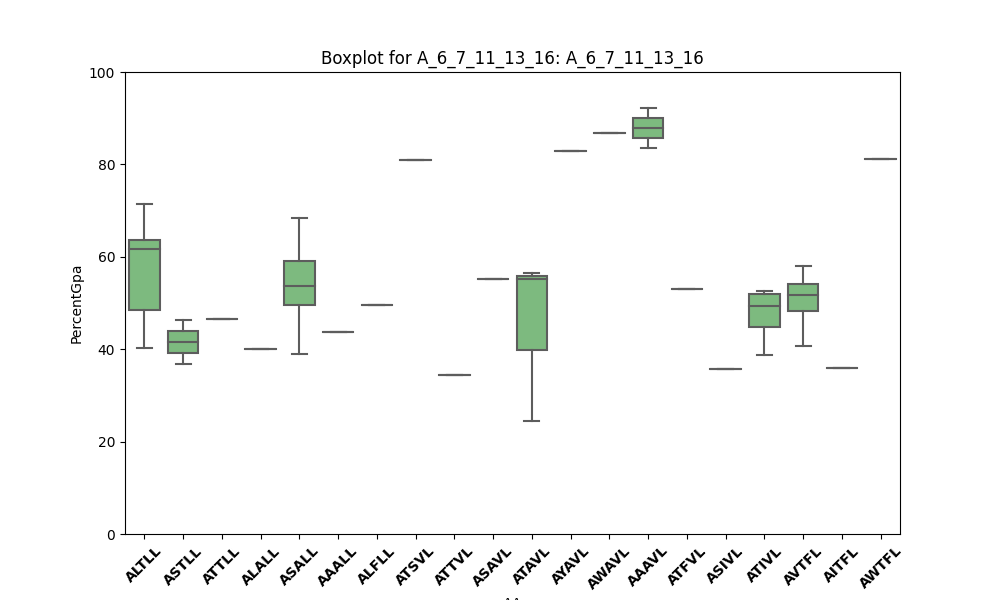 Boxplot for A_6_7_11_13_16: A_6_7_11_13_16
100
80
60
40
20
0
PercentGpa
ALTLL
ASTLL
ATTLL
ALALL
ASALL
AAALL
ALFLL
ATSVL
ATTVL
ASAVL
ATAVL
AYAVL
AWAVL
AAAVL
ATFVL
ASIVL
ATIVL
AVTFL
AITFL
AWTFL